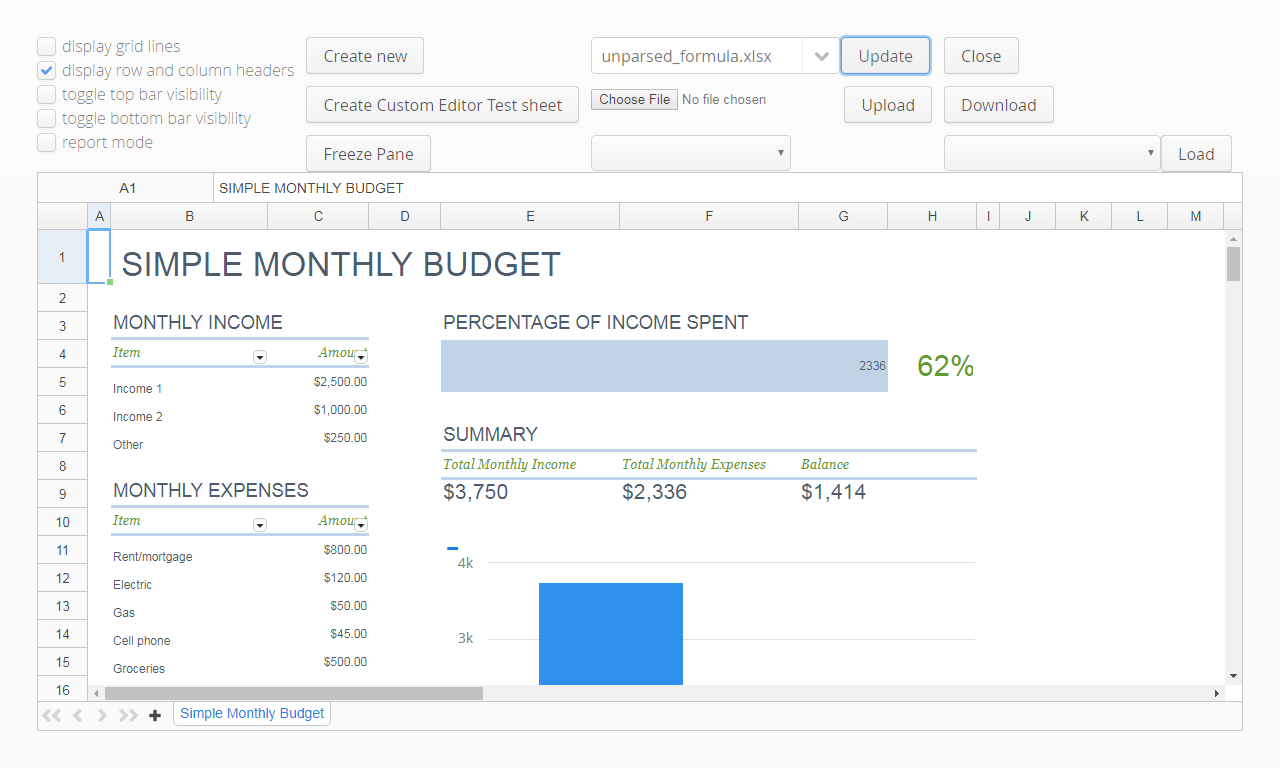 display grid lines
display row and column headers
toggle top bar visibility
toggle bottom bar visibility
report mode
Create new
unparsed_formula.xlsx
Update
Close
Create Custom Editor Test sheet
Choose File No file chosen
Upload
Download
Freeze Pane
Load
A1 SIMPLE MONTHLY BUDGET
A B C D E F G H I J K L M
1 SIMPLE MONTHLY BUDGET
2
3 MONTHLY INCOME PERCENTAGE OF INCOME SPENT
4 Item Amount 2336 62%
5 Income 1 $2,500.00
6 Income 2 $1,000.00
7 Other $250.00 SUMMARY
8 Total Monthly Income Total Monthly Expenses Balance
9 MONTHLY EXPENSES $3,750 $2,336 $1,414
10 Item Amount
11 Rent/mortgage $800.00 4k
12 Electric $120.00
13 Gas $50.00
14 Cell phone $45.00 3k
15 Groceries $500.00
16
Simple Monthly Budget